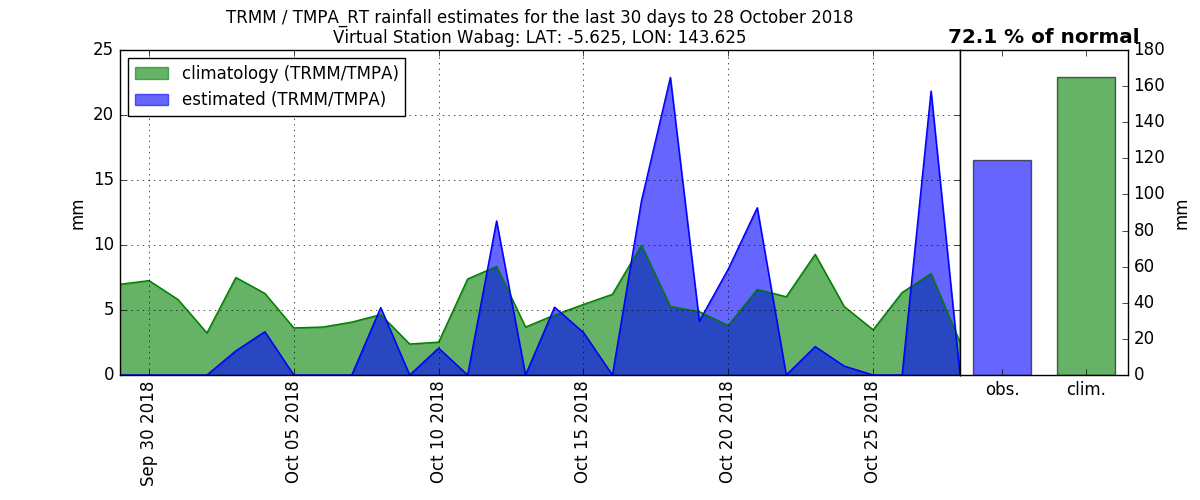 TRMM / TMPA_RT rainfall estimates for the last 30 days to 28 October 2018
Virtual Station Wabag: LAT: -5.625, LON: 143.625
72.1 % of normal
climatology (TRMM/TMPA)
estimated (TRMM/TMPA)
mm
25
20
15
10
5
0
Sep 30 2018
Oct 05 2018
Oct 10 2018
Oct 15 2018
Oct 20 2018
Oct 25 2018
obs.
clim.
180
160
140
120
100
80
60
40
20
0
mm